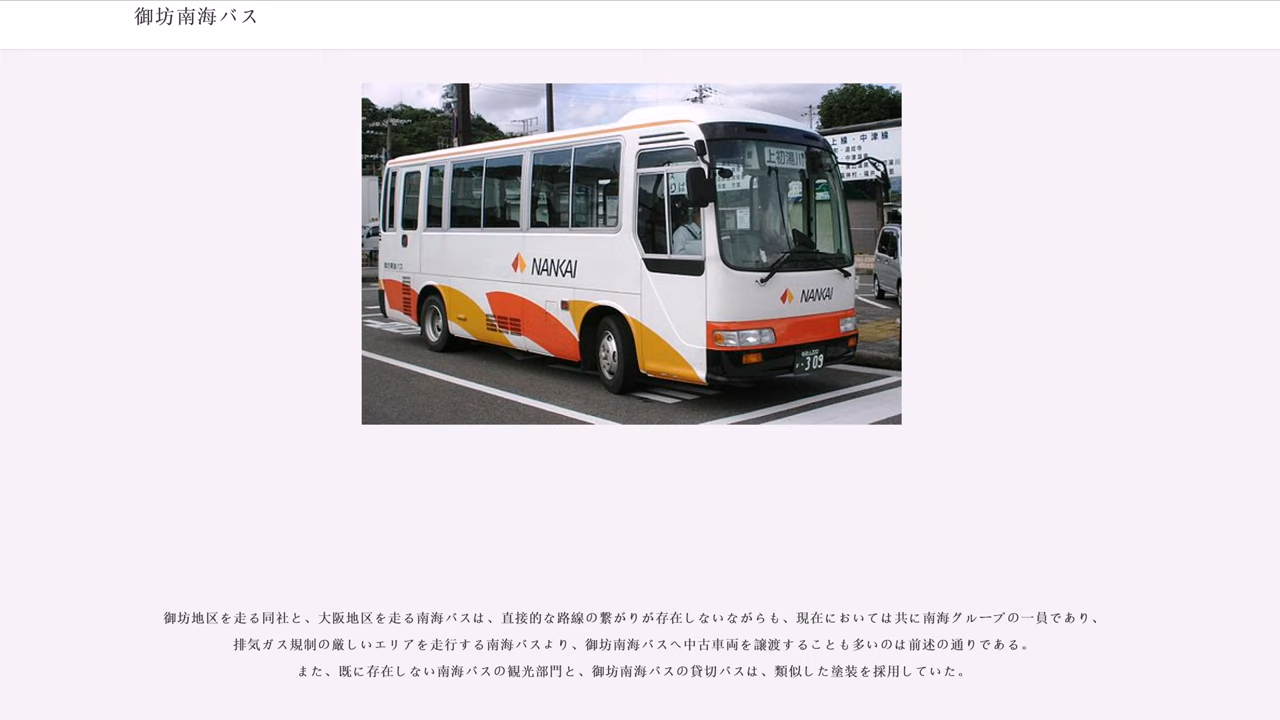 御坊南海バス
上線・中津線
上初湯川
NANKAI
NANKAI
309
御坊地区を走る同社と、大阪地区を走る南海バスは、直接的な路線の繋がりが存在しないながらも、現在においては共に南海グループの一員であり、
排気ガス規制の厳しいエリアを走行する南海バスより、御坊南海バスへ中古車両を譲渡することも多いのは前述の通りである。
また、既に存在しない南海バスの観光部門と、御坊南海バスの貸切バスは、類似した塗装を採用していた。